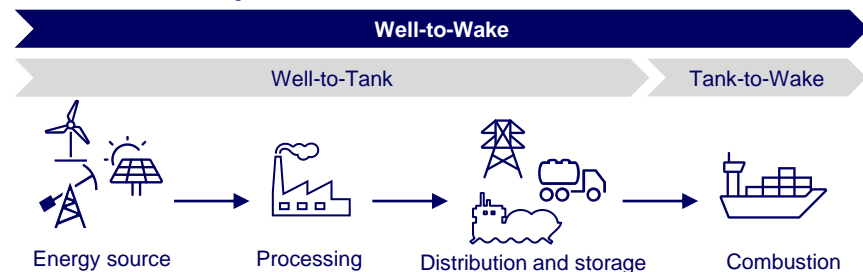 Well-to-Wake
Well-to-Tank
Tank-to-Wake
Energy source
Processing
Distribution and storage
Combustion